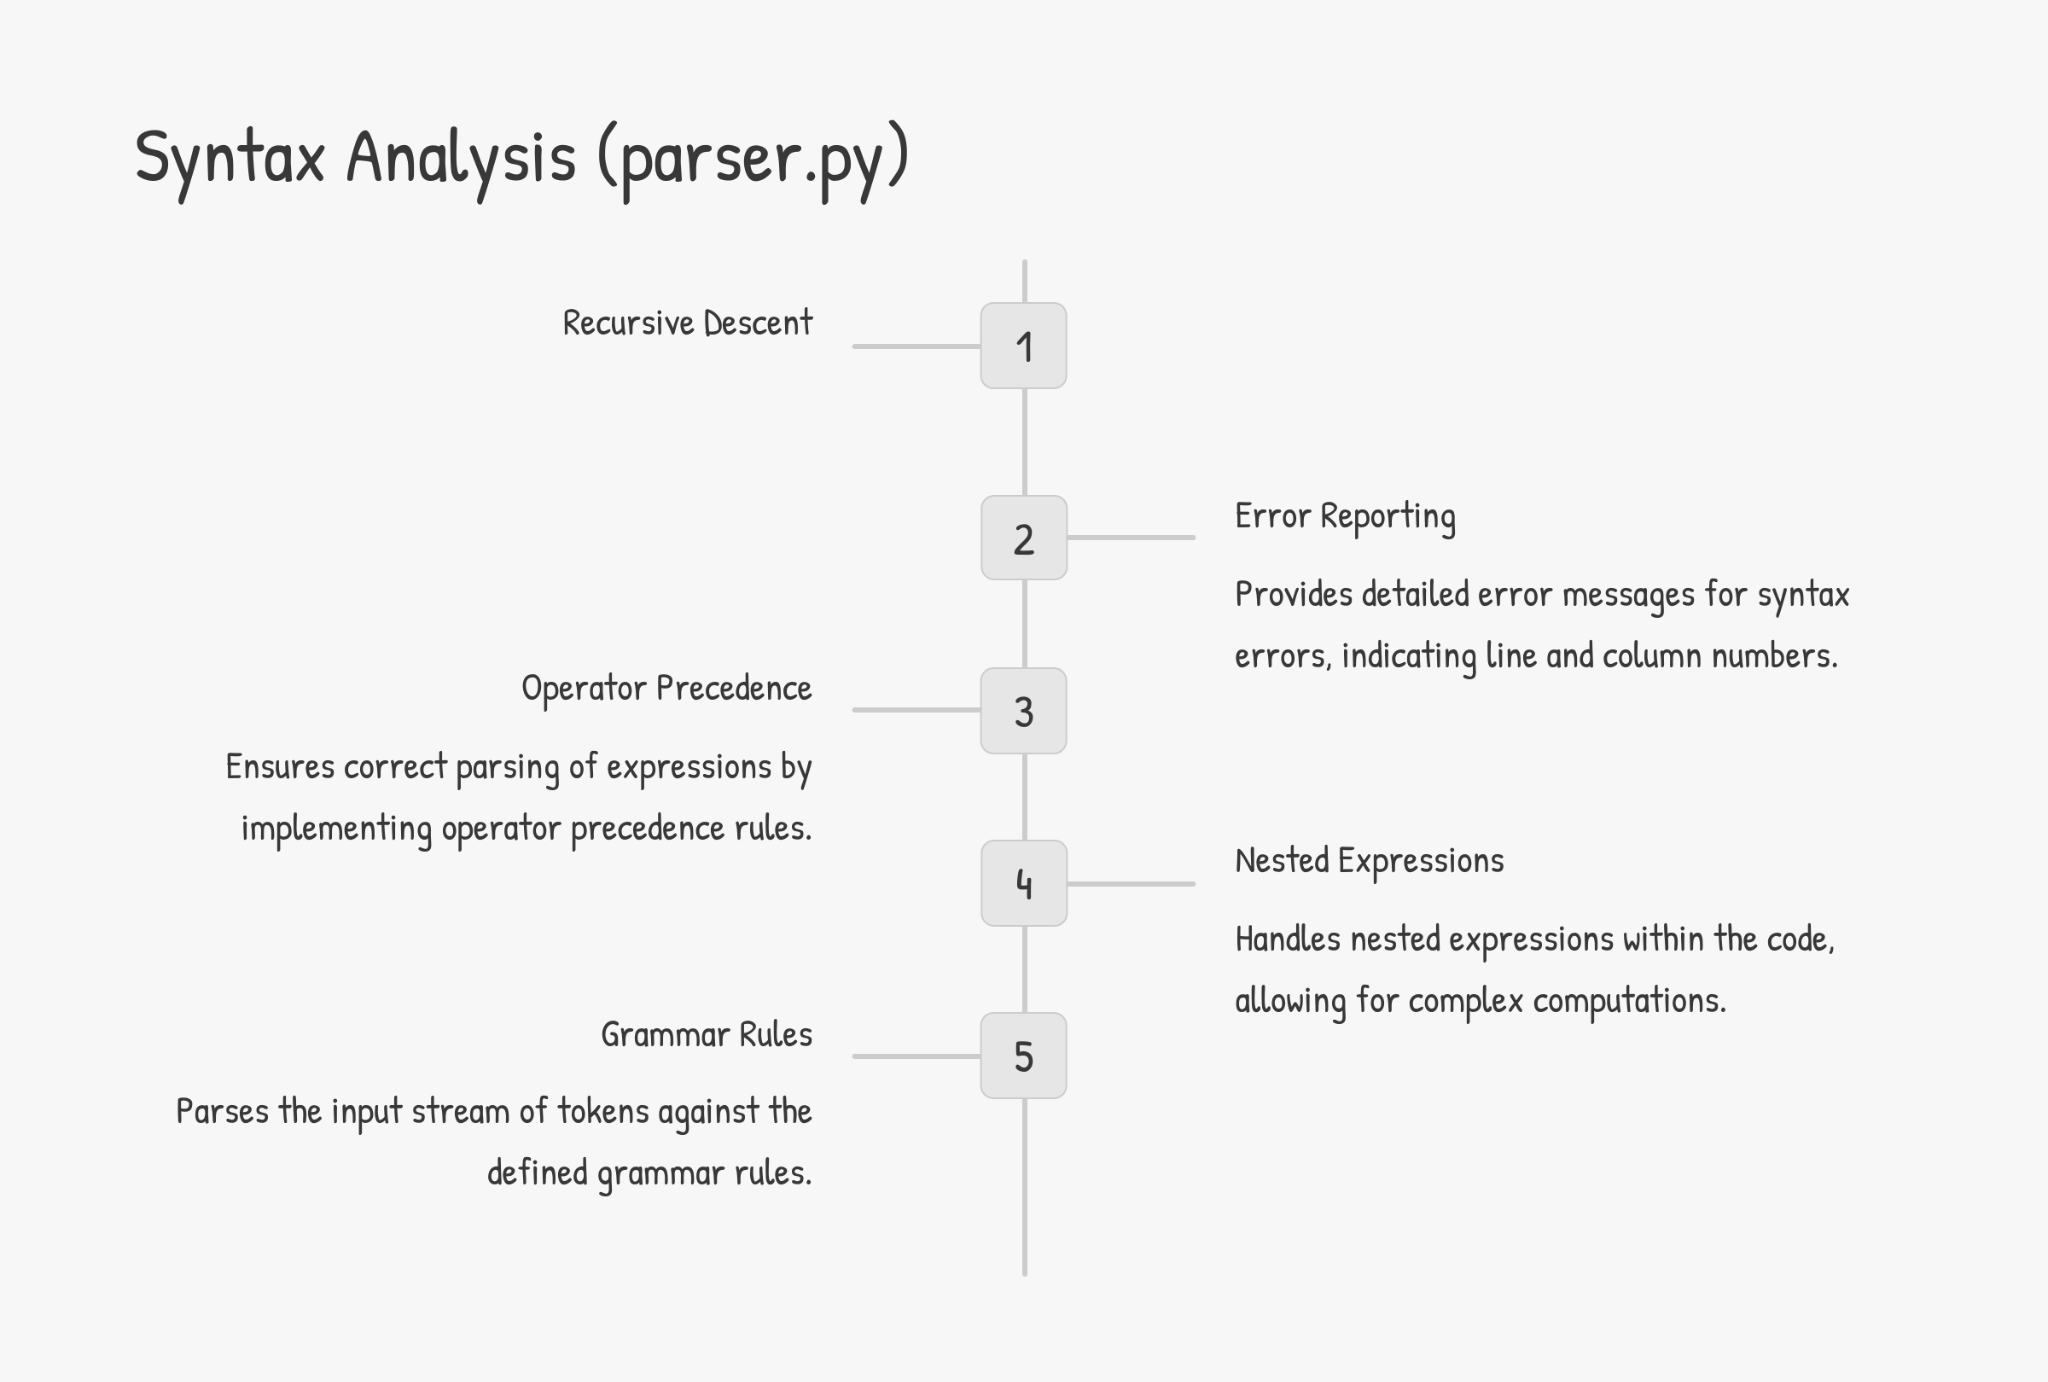 Syntax Analysis (parser.py)
Recursive Descent
1
2
Error Reporting
Provides detailed error messages for syntax
errors, indicating line and column numbers.
Operator Precedence
3
Ensures correct parsing of expressions by
implementing operator precedence rules.
4
Nested Expressions
Handles nested expressions within the code,
allowing for complex computations.
Grammar Rules
5
Parses the input stream of tokens against the
defined grammar rules.